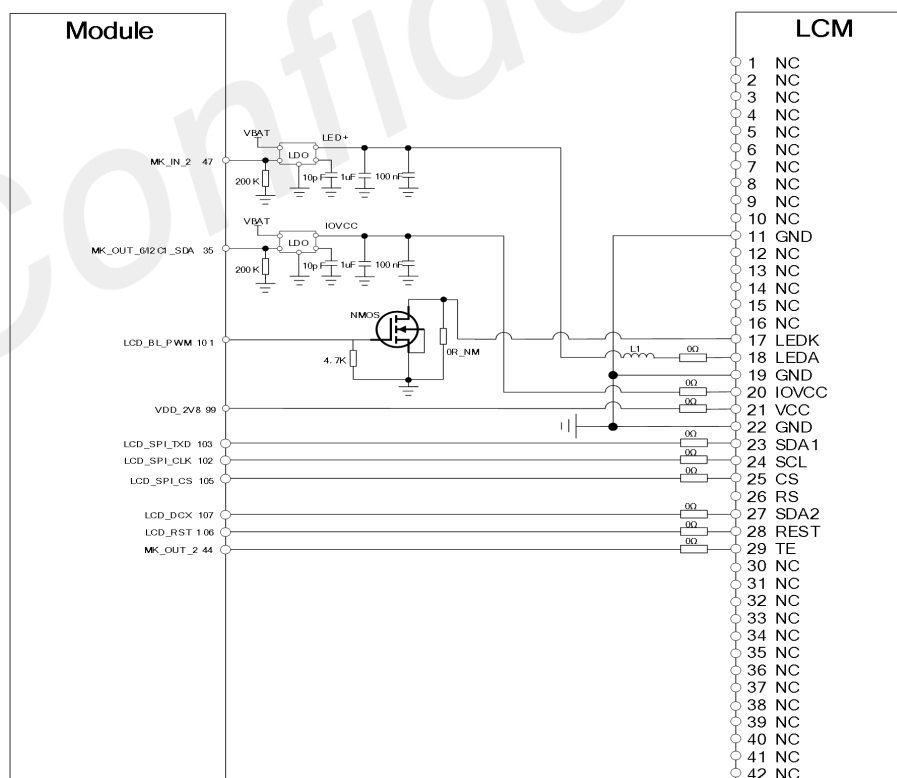 Confide
Module
LCM
1 NC
2 NC
3 NC
4 NC
5 NC
6 NC
7 NC
8 NC
9 NC
10 NC
11 GND
12 NC
13 NC
14 NC
15 NC
16 NC
17 LEDK
18 LEDA
19 GND
20 IOVCC
21 VCC
22 GND
23 SDA1
24 SCL
25 CS
26 RS
27 SDA2
28 REST
29 TE
30 NC
31 NC
32 NC
33 NC
34 NC
35 NC
36 NC
37 NC
38 NC
39 NC
40 NC
41 NC
42 NC
VBAT
LED+
LDO
MK_IN_2 47
200K
10pF
1uF
100nF
VBAT
IOVCC
LDO
MK_OUT_6/I2C1_SDA 35
200K
10pF
1uF
100nF
NMOS
LCD_BL_PWM 101
4.7K
0R_NM
L1
0Ω
0Ω
VDD_2V8 99
0Ω
LCD_SPI_TXD 103
0Ω
LCD_SPI_CLK 102
0Ω
LCD_SPI_CS 105
0Ω
LCD_DCX 107
0Ω
LCD_RST 106
0Ω
MK_OUT_2 44
0Ω